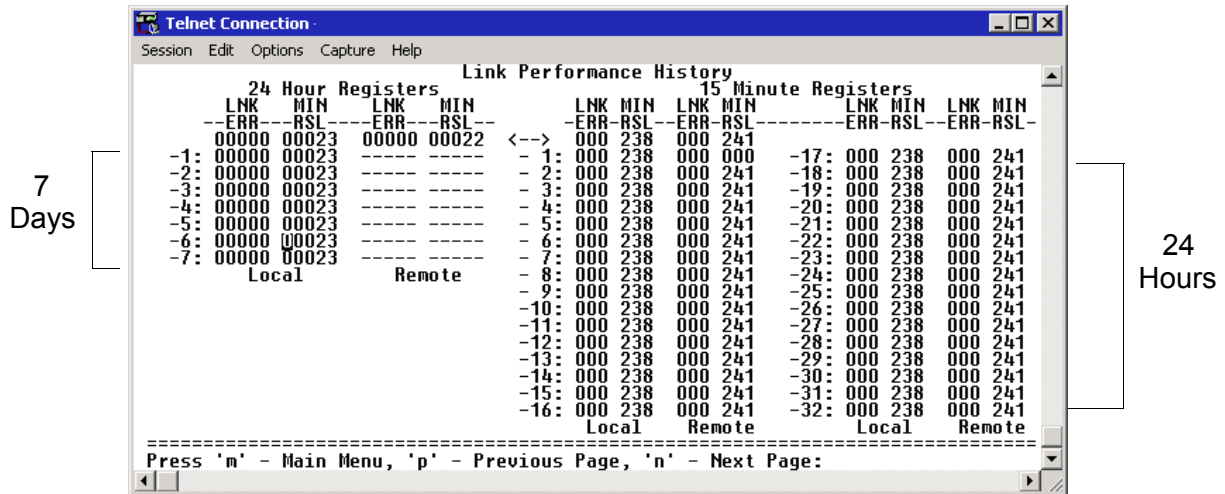 Telnet Connection -
Session Edit Options Capture Help
Link Performance History
24 Hour Registers 15 Minute Registers
LNK MIN LNK MIN LNK MIN LNK MIN LNK MIN LNK MIN
--ERR---RSL----ERR---RSL-- -ERR-RSL--ERR-RSL--------ERR-RSL--ERR-RSL-
00000 00023 00000 00022 <--> 000 238 000 241
-1: 00000 00023 ----- ----- - 1: 000 238 000 000 -17: 000 238 000 241
-2: 00000 00023 ----- ----- - 2: 000 238 000 241 -18: 000 238 000 241
-3: 00000 00023 ----- ----- - 3: 000 238 000 241 -19: 000 238 000 241
-4: 00000 00023 ----- ----- - 4: 000 238 000 241 -20: 000 238 000 241
-5: 00000 00023 ----- ----- - 5: 000 238 000 241 -21: 000 238 000 241
-6: 00000 00023 ----- ----- - 6: 000 238 000 241 -22: 000 238 000 241
-7: 00000 00023 ----- ----- - 7: 000 238 000 241 -23: 000 238 000 241
Local Remote - 8: 000 238 000 241 -24: 000 238 000 241
- 9: 000 238 000 241 -25: 000 238 000 241
-10: 000 238 000 241 -26: 000 238 000 241
-11: 000 238 000 241 -27: 000 238 000 241
-12: 000 238 000 241 -28: 000 238 000 241
-13: 000 238 000 241 -29: 000 238 000 241
-14: 000 238 000 241 -30: 000 238 000 241
-15: 000 238 000 241 -31: 000 238 000 241
-16: 000 238 000 241 -32: 000 238 000 241
Local Remote Local Remote
================================================================================
Press 'm' - Main Menu, 'p' - Previous Page, 'n' - Next Page:
7
Days
24
Hours